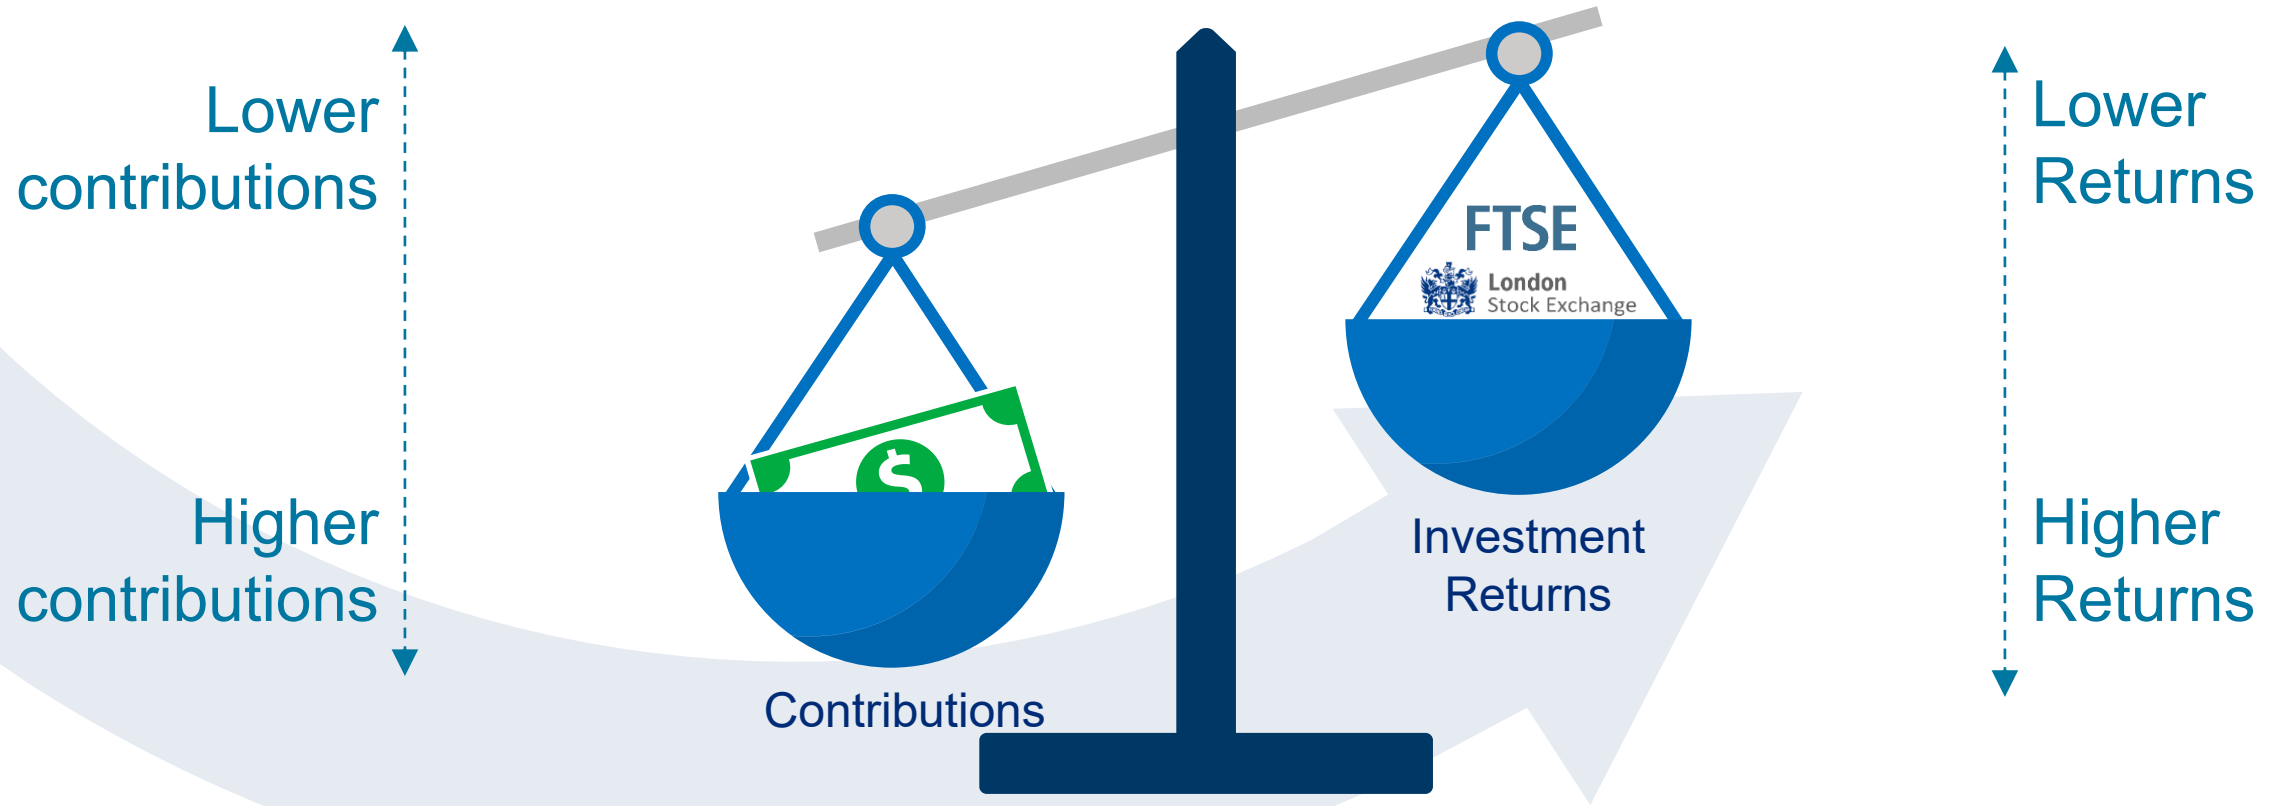 Lower
contributions
Higher
contributions
$
Contributions
FTSE
London
Stock Exchange
Investment
Returns
Lower
Returns
Higher
Returns